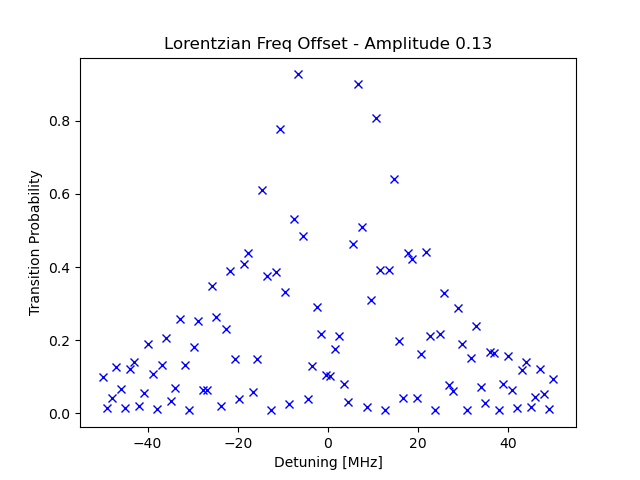 Lorentzian Freq Offset - Amplitude 0.13
Transition Probability
0.8
0.6
0.4
0.2
0.0
−40 −20 0 20 40
Detuning [MHz]